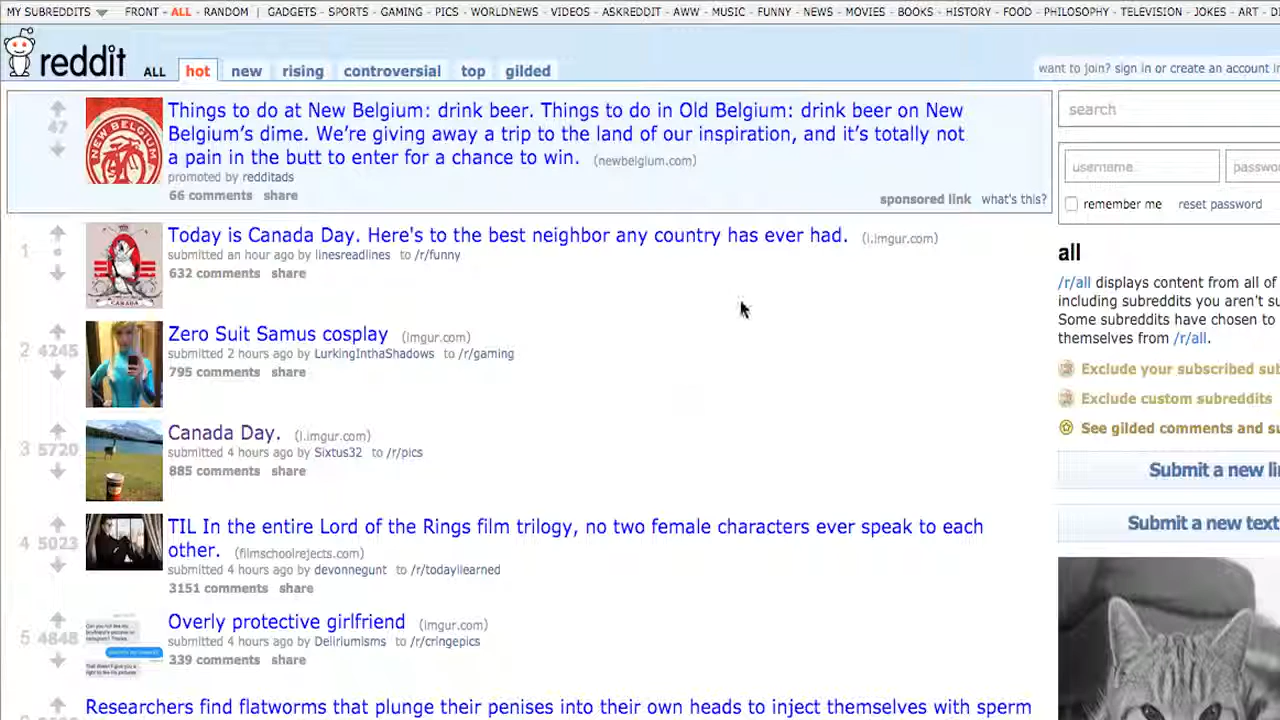 MY SUBREDDITS FRONT - ALL - RANDOM | GADGETS - SPORTS - GAMING - PICS - WORLDNEWS - VIDEOS - ASKREDDIT - AWW - MUSIC - FUNNY - NEWS - MOVIES - BOOKS - HISTORY - FOOD - PHILOSOPHY - TELEVISION - JOKES - ART - D
reddit ALL hot new rising controversial top gilded
want to join? sign in or create an account i
47
NEW BELGIUM
Things to do at New Belgium: drink beer. Things to do in Old Belgium: drink beer on New
Belgium's dime. We're giving away a trip to the land of our inspiration, and it's totally not
a pain in the butt to enter for a chance to win. (newbelgium.com)
promoted by redditads
66 comments share
sponsored link what's this?
1
CANADA
Today is Canada Day. Here's to the best neighbor any country has ever had. (i.imgur.com)
submitted an hour ago by linesreadlines to /r/funny
632 comments share
2 4245
Zero Suit Samus cosplay (imgur.com)
submitted 2 hours ago by LurkingInthaShadows to /r/gaming
795 comments share
3 5720
Canada Day. (i.imgur.com)
submitted 4 hours ago by Sixtus32 to /r/pics
885 comments share
4 5023
TIL In the entire Lord of the Rings film trilogy, no two female characters ever speak to each
other. (filmschoolrejects.com)
submitted 4 hours ago by devonnegunt to /r/todayilearned
3151 comments share
5 4848
Overly protective girlfriend (imgur.com)
submitted 4 hours ago by Deliriumisms to /r/cringepics
339 comments share
Researchers find flatworms that plunge their penises into their own heads to inject themselves with sperm
search
username passwo
remember me reset password
all
/r/all displays content from all of
including subreddits you aren't su
Some subreddits have chosen to
themselves from /r/all.
Exclude your subscribed sub
Exclude custom subreddits
See gilded comments and su
Submit a new lin
Submit a new text